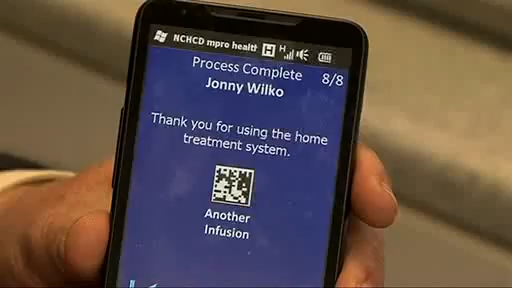 NCHCD mpro health H H
Process Complete 8/8
Jonny Wilko
Thank you for using the home
treatment system.
Another
Infusion